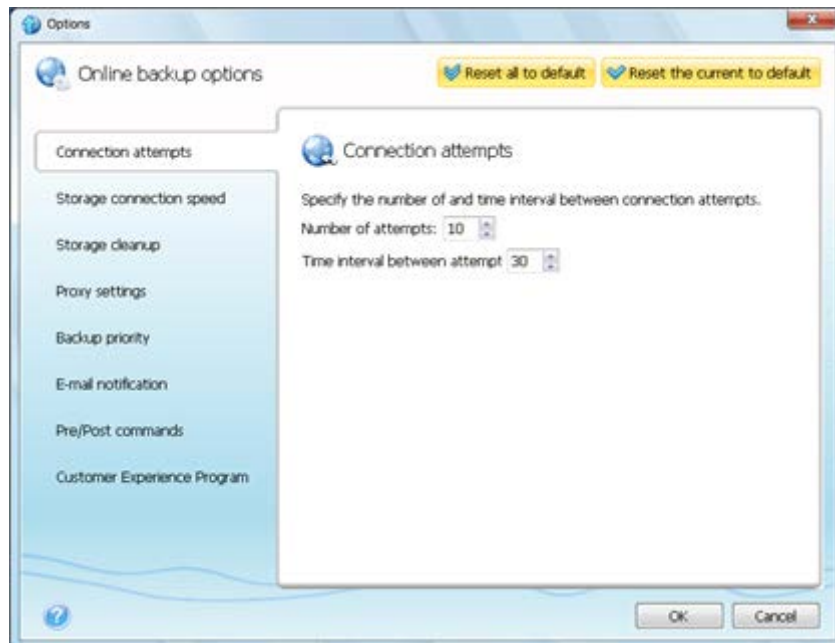 Options
Online backup options
Reset all to default
Reset the current to default
Connection attempts
Storage connection speed
Storage cleanup
Proxy settings
Backup priority
E-mail notification
Pre/Post commands
Customer Experience Program
Connection attempts
Specify the number of and time interval between connection attempts.
Number of attempts: 10
Time interval between attempt 30
OK
Cancel